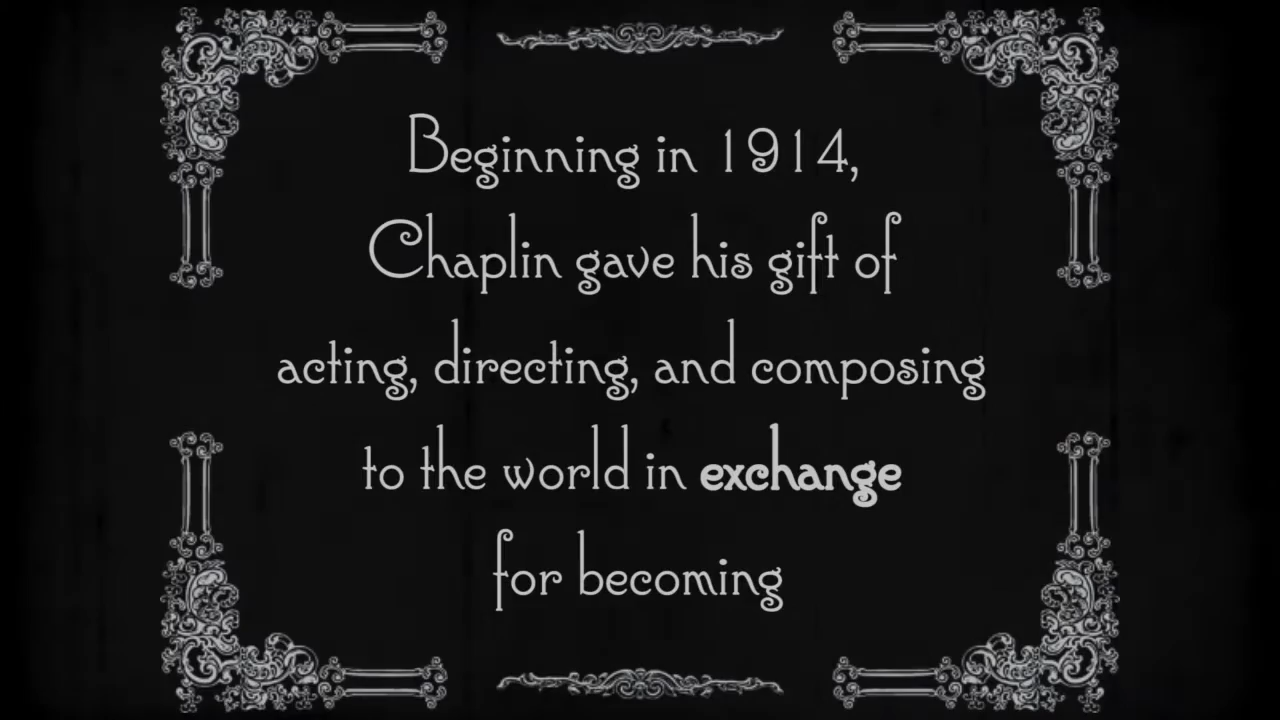 Beginning in 1914,
Chaplin gave his gift of
acting, directing, and composing
to the world in exchange
for becoming